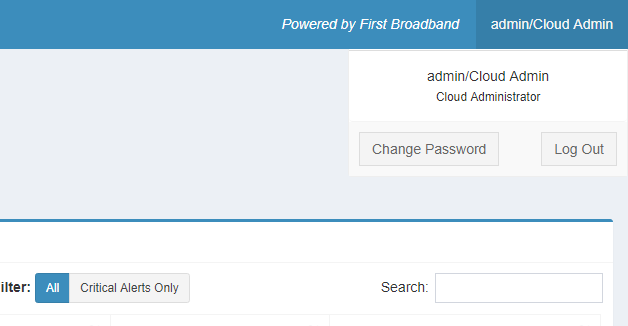 Powered by First Broadband admin/Cloud Admin
admin/Cloud Admin
Cloud Administrator
Change Password Log Out
ilter: All Critical Alerts Only Search: